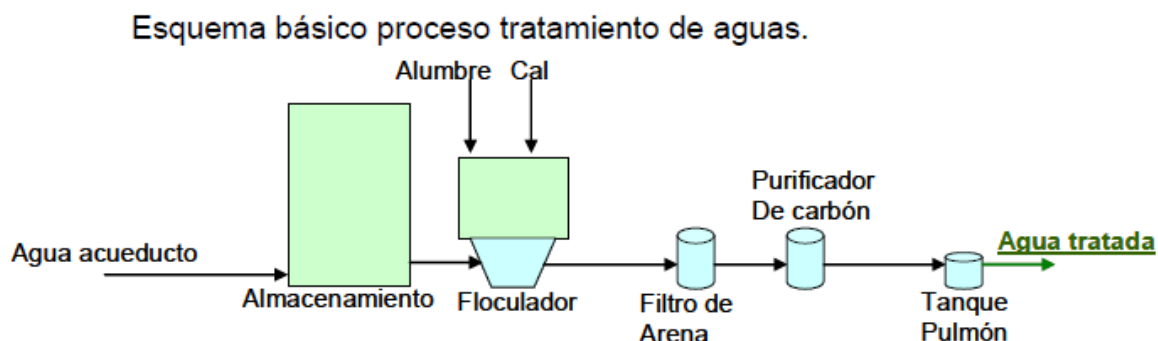 Esquema básico proceso tratamiento de aguas.
Alumbre Cal
Purificador
De carbón
Agua acueducto
Agua tratada
Almacenamiento
Floculador
Filtro de
Arena
Tanque
Pulmón